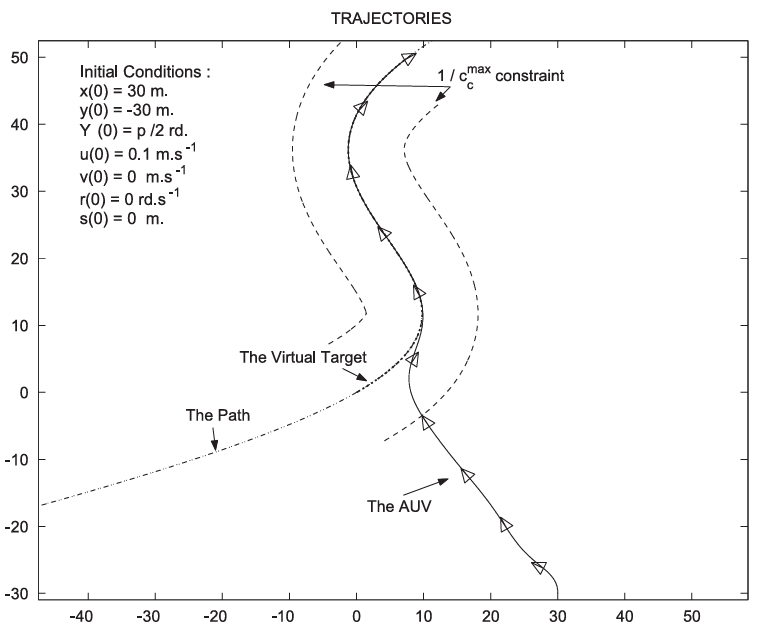 TRAJECTORIES
50
40
30
20
10
0
-10
-20
-30
Initial Conditions :
x(0) = 30 m.
y(0) = -30 m.
Y (0) = p /2 rd.
u(0) = 0.1 m.s⁻¹
v(0) = 0 m.s⁻¹
r(0) = 0 rd.s⁻¹
s(0) = 0 m.
1 / c_c^max constraint
The Virtual Target
The Path
The AUV
-40 -30 -20 -10 0 10 20 30 40 50